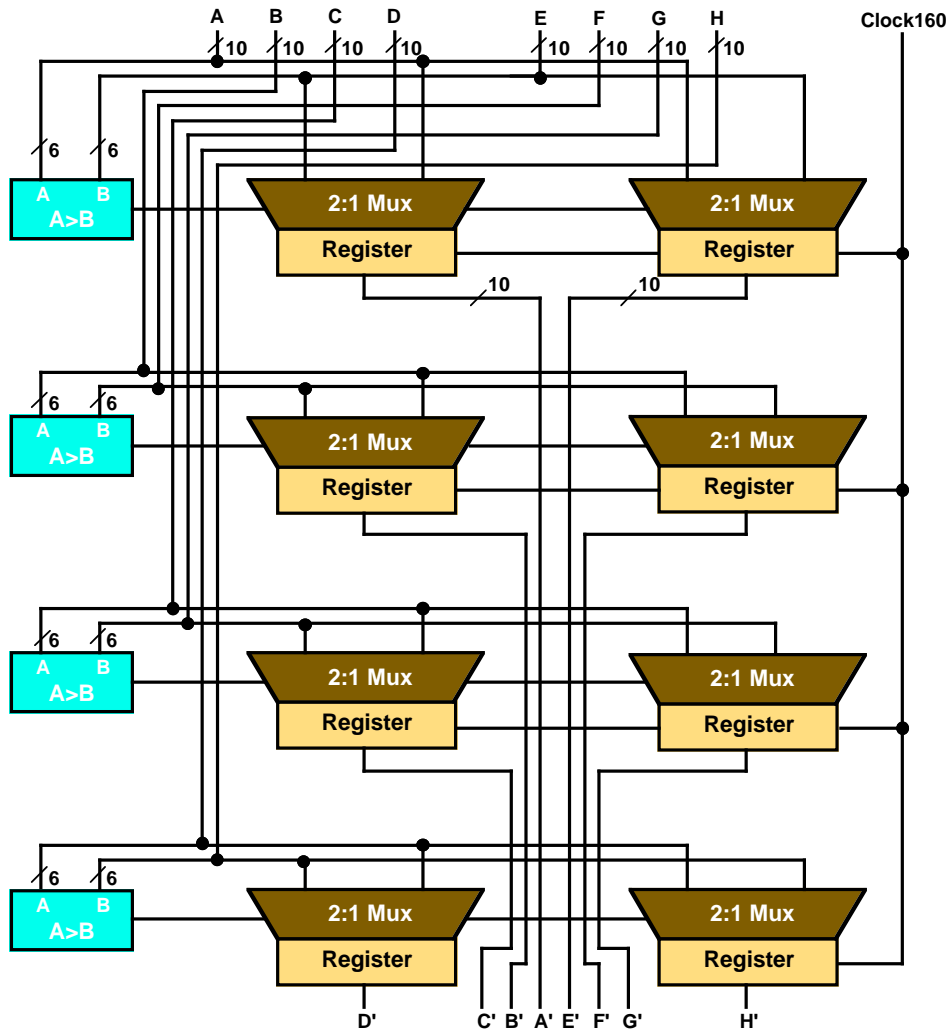 A B C D E F G H Clock160
10 10 10 10 10 10 10 10
6 6
A B
A>B
2:1 Mux 2:1 Mux
Register Register
10 10
6 6
A B
A>B
2:1 Mux 2:1 Mux
Register Register
6 6
A B
A>B
2:1 Mux 2:1 Mux
Register Register
6 6
A B
A>B
2:1 Mux 2:1 Mux
Register Register
D' C' B' A' E' F' G' H'